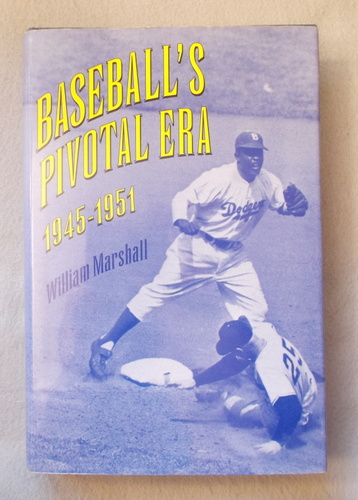 BASEBALL'S
PIVOTAL ERA
1945-1951
William Marshall
B
Dodgers
25